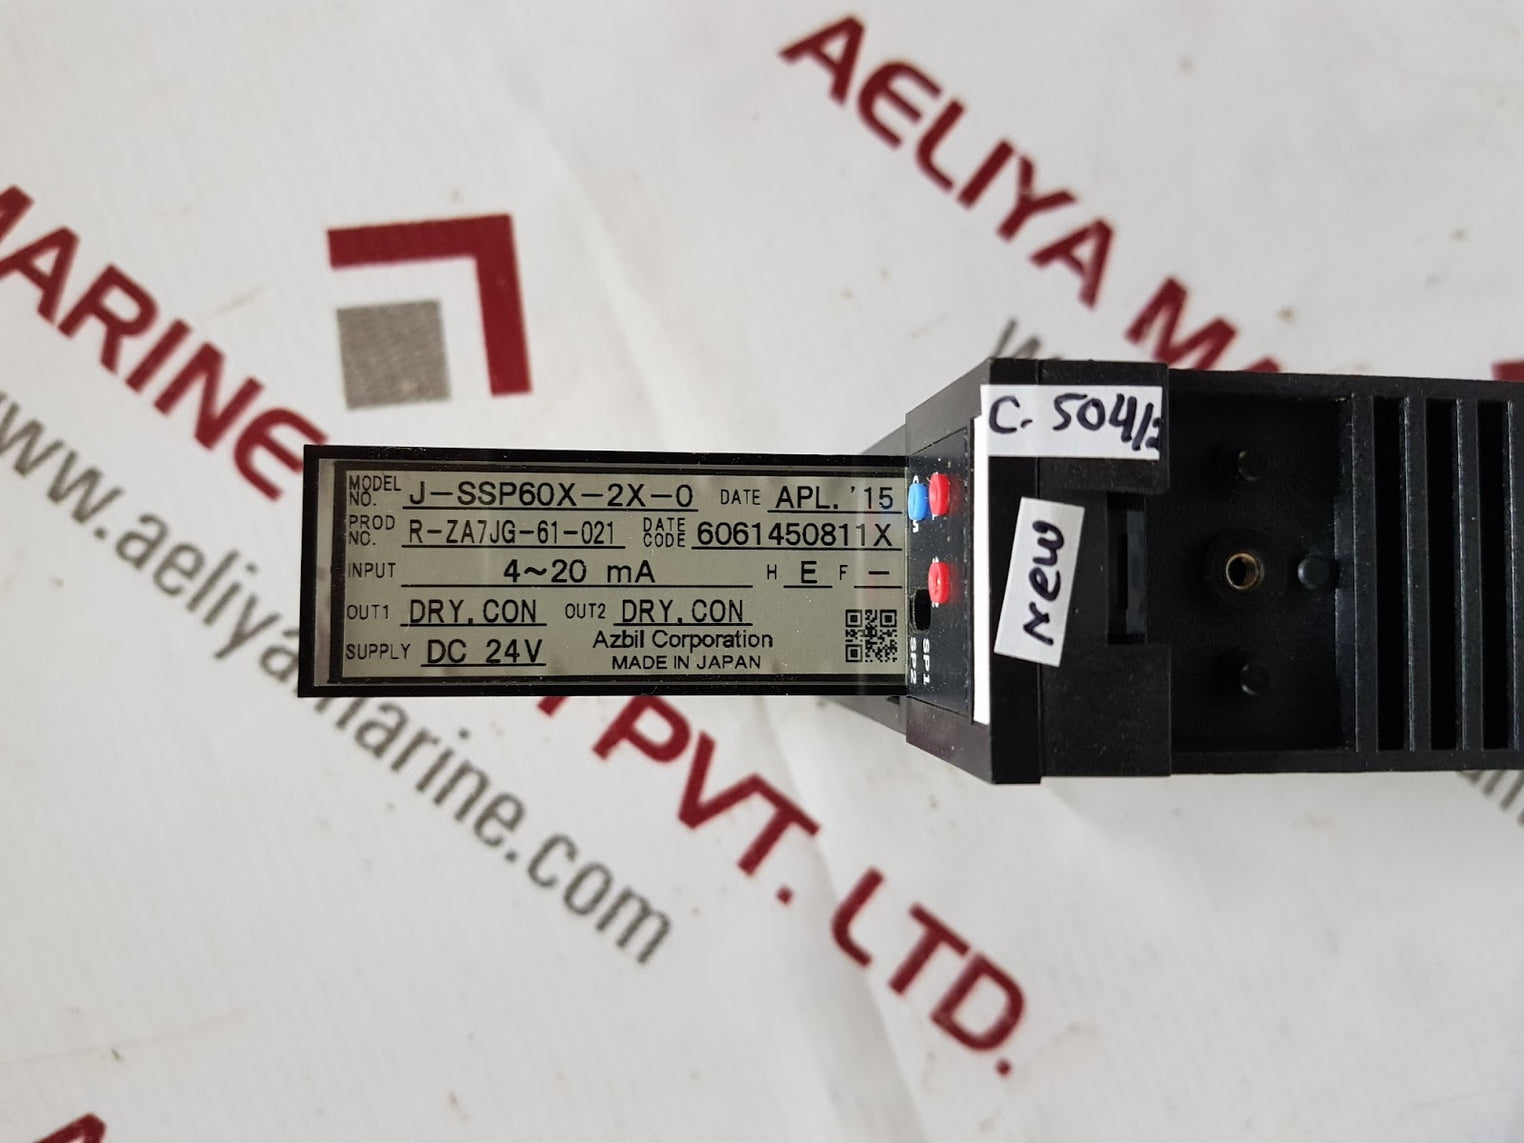 AELIYA MA
MARINE
www.aeliyamarine.com
PVT. LTD.
C. 504/
NEW
MODEL NO. J-SSP60X-2X-0 DATE APL.'15
PROD NO. R-ZA7JG-61-021 DATE CODE 6061450811X
INPUT 4~20 mA H E F —
OUT1 DRY.CON OUT2 DRY.CON
SUPPLY DC 24V Azbil Corporation
MADE IN JAPAN
SP1
SP2